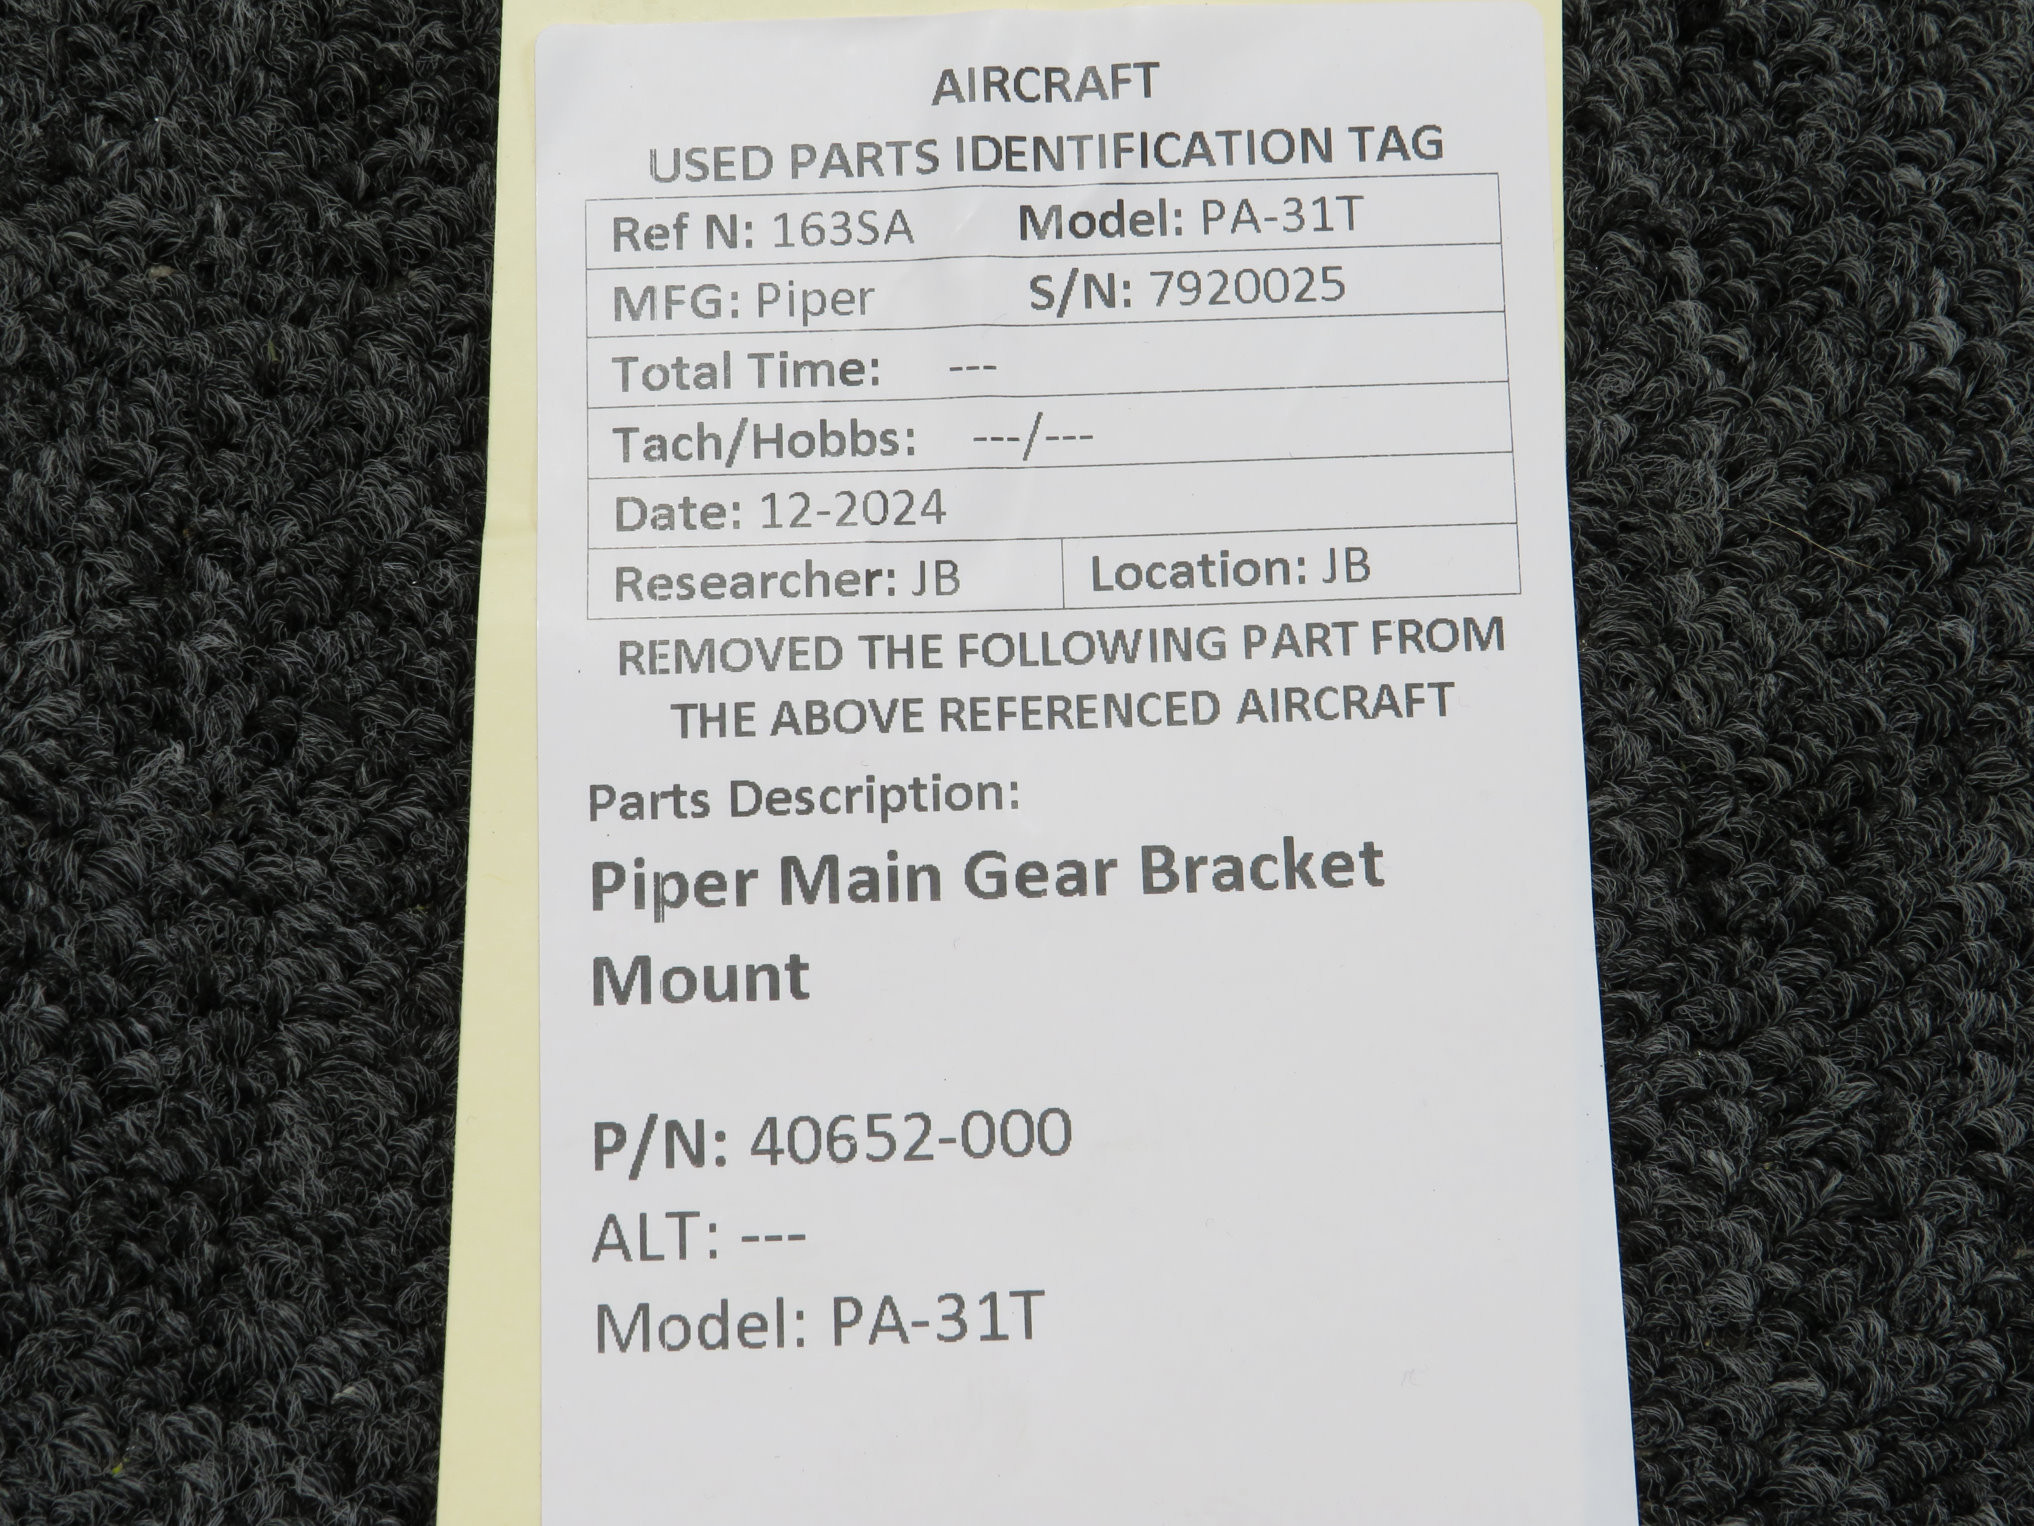 AIRCRAFT
USED PARTS IDENTIFICATION TAG
Ref N: 163SA Model: PA-31T
MFG: Piper S/N: 7920025
Total Time: ---
Tach/Hobbs: ---/---
Date: 12-2024
Researcher: JB Location: JB
REMOVED THE FOLLOWING PART FROM
THE ABOVE REFERENCED AIRCRAFT
Parts Description:
Piper Main Gear Bracket
Mount
P/N: 40652-000
ALT: ---
Model: PA-31T